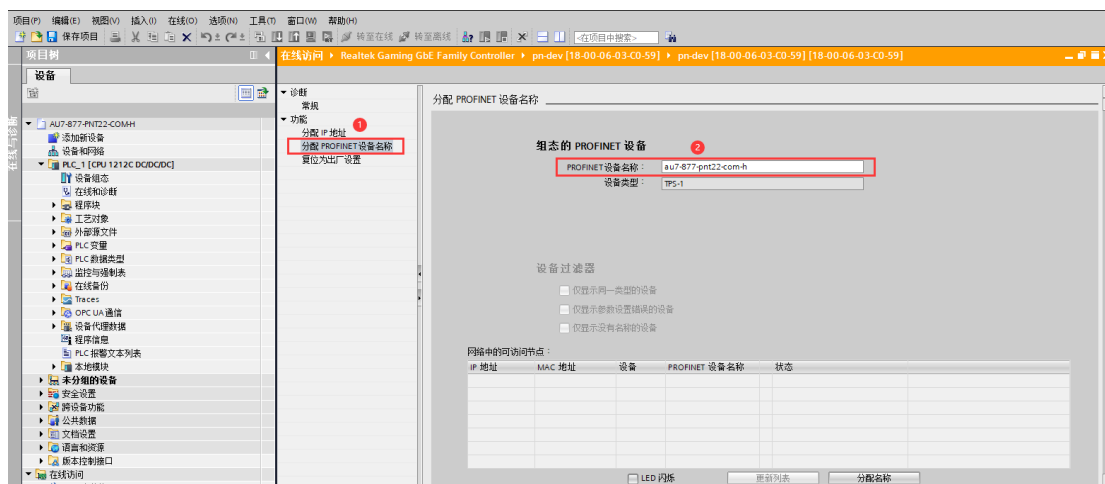 项目(P) 编辑(E) 视图(V) 插入(I) 在线(O) 选项(N) 工具(T) 窗口(W) 帮助(H)
保存项目 转至在线 转至离线 <在项目中搜索>
项目树
在线访问 ▸ Realtek Gaming GbE Family Controller ▸ pn-dev [18-00-06-03-C0-59] ▸ pn-dev [18-00-06-03-C0-59] [18-00-06-03-C0-59]
设备
在线与诊断
AU7-877-PNT22-COM-H
添加新设备
设备和网络
PLC_1 [CPU 1212C DC/DC/DC]
设备组态
在线和诊断
程序块
工艺对象
外部源文件
PLC 变量
PLC 数据类型
监控与强制表
在线备份
Traces
OPC UA 通信
设备代理数据
程序信息
PLC 报警文本列表
本地模块
未分组的设备
安全设置
跨设备功能
公共数据
文档设置
语言和资源
版本控制接口
在线访问
诊断
常规
功能
1
分配 IP 地址
分配 PROFINET 设备名称
复位为出厂设置
分配 PROFINET 设备名称
组态的 PROFINET 设备
2
PROFINET 设备名称： au7-877-pnt22-com-h
设备类型： TPS-1
设备过滤器
仅显示同一类型的设备
仅显示参数设置错误的设备
仅显示没有名称的设备
网络中的可访问节点：
IP 地址 MAC 地址 设备 PROFINET 设备名称 状态
LED 闪烁 更新列表 分配名称